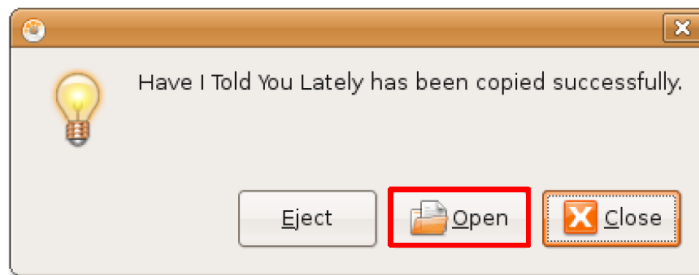 Have I Told You Lately has been copied successfully.
Eject
Open
Close